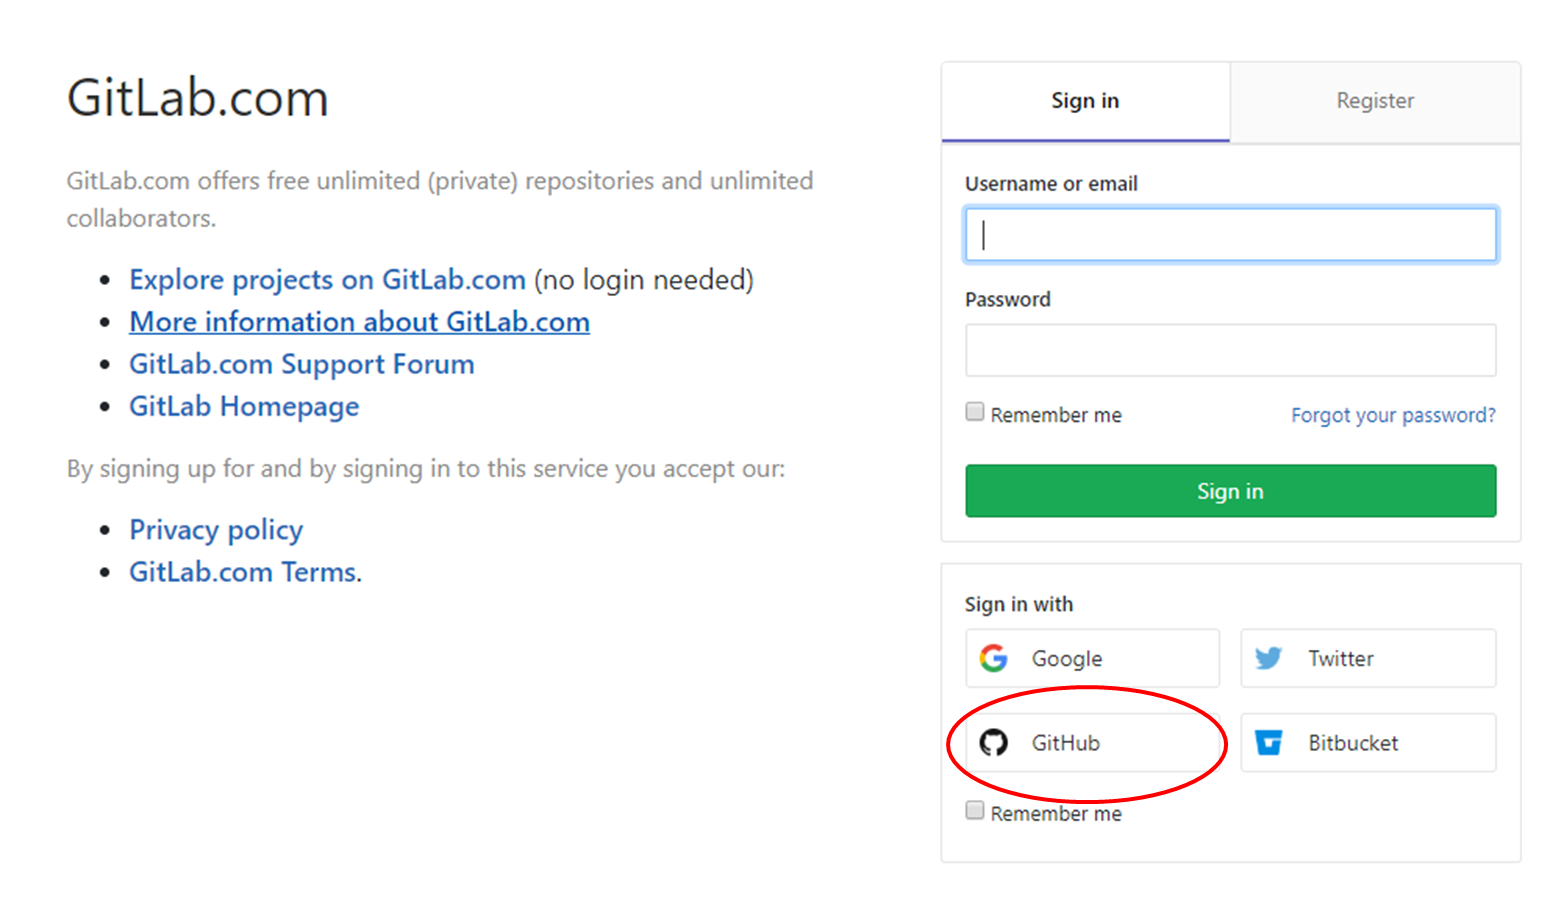 GitLab.com
GitLab.com offers free unlimited (private) repositories and unlimited
collaborators.
Explore projects on GitLab.com (no login needed)
More information about GitLab.com
GitLab.com Support Forum
GitLab Homepage
By signing up for and by signing in to this service you accept our:
Privacy policy
GitLab.com Terms.
Sign in Register
Username or email
Password
Remember me Forgot your password?
Sign in
Sign in with
Google Twitter
GitHub Bitbucket
Remember me